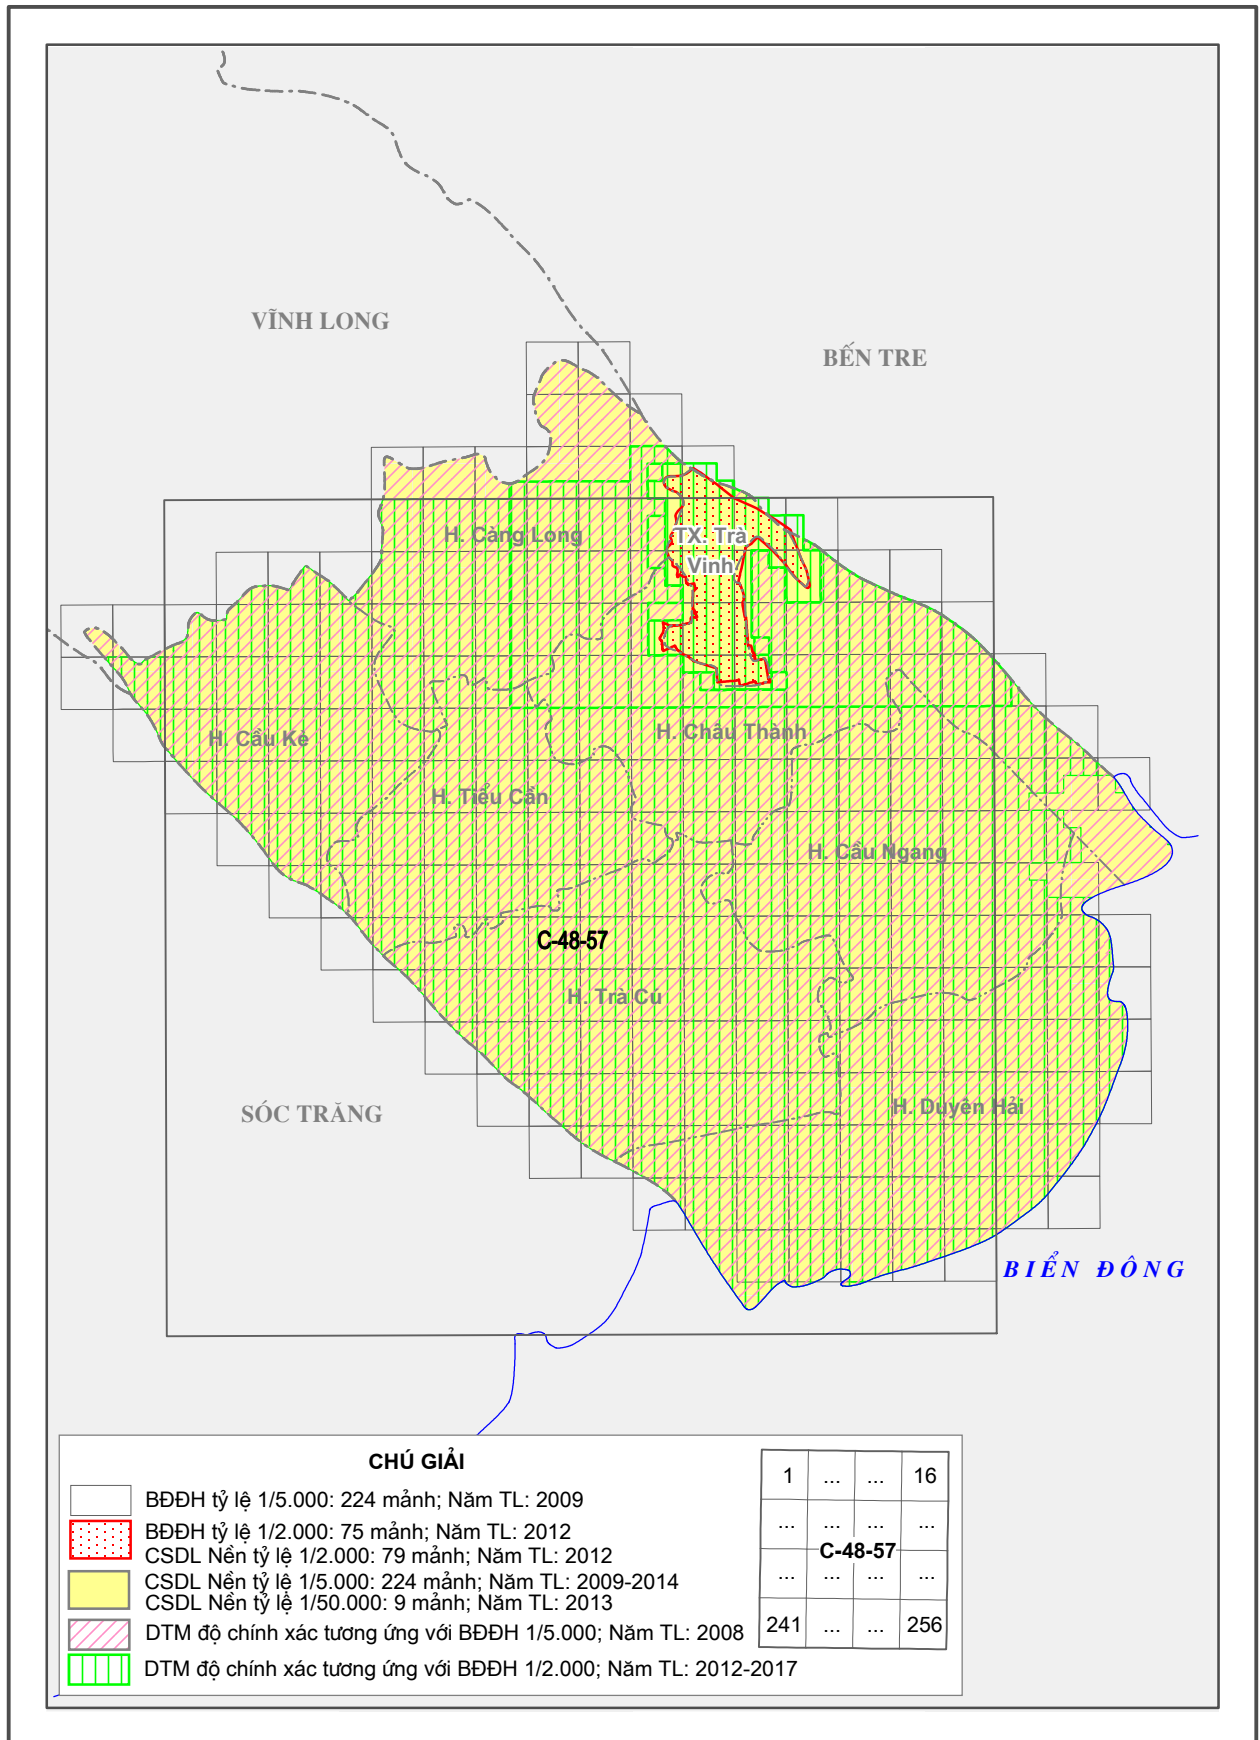 VĨNH LONG
BẾN TRE
H. Càng Long
TX. Trà
Vinh
H. Cầu Kè
H. Châu Thành
H. Tiểu Cần
H. Cầu Ngang
C-48-57
H. Trà Cú
SÓC TRĂNG
H. Duyên Hải
BIỂN ĐÔNG
CHÚ GIẢI
BĐĐH tỷ lệ 1/5.000: 224 mảnh; Năm TL: 2009
BĐĐH tỷ lệ 1/2.000: 75 mảnh; Năm TL: 2012
CSDL Nền tỷ lệ 1/2.000: 79 mảnh; Năm TL: 2012
CSDL Nền tỷ lệ 1/5.000: 224 mảnh; Năm TL: 2009-2014
CSDL Nền tỷ lệ 1/50.000: 9 mảnh; Năm TL: 2013
DTM độ chính xác tương ứng với BĐĐH 1/5.000; Năm TL: 2008
DTM độ chính xác tương ứng với BĐĐH 1/2.000; Năm TL: 2012-2017
1 ... ... 16
... ... ... ...
C-48-57
... ... ... ...
241 ... ... 256